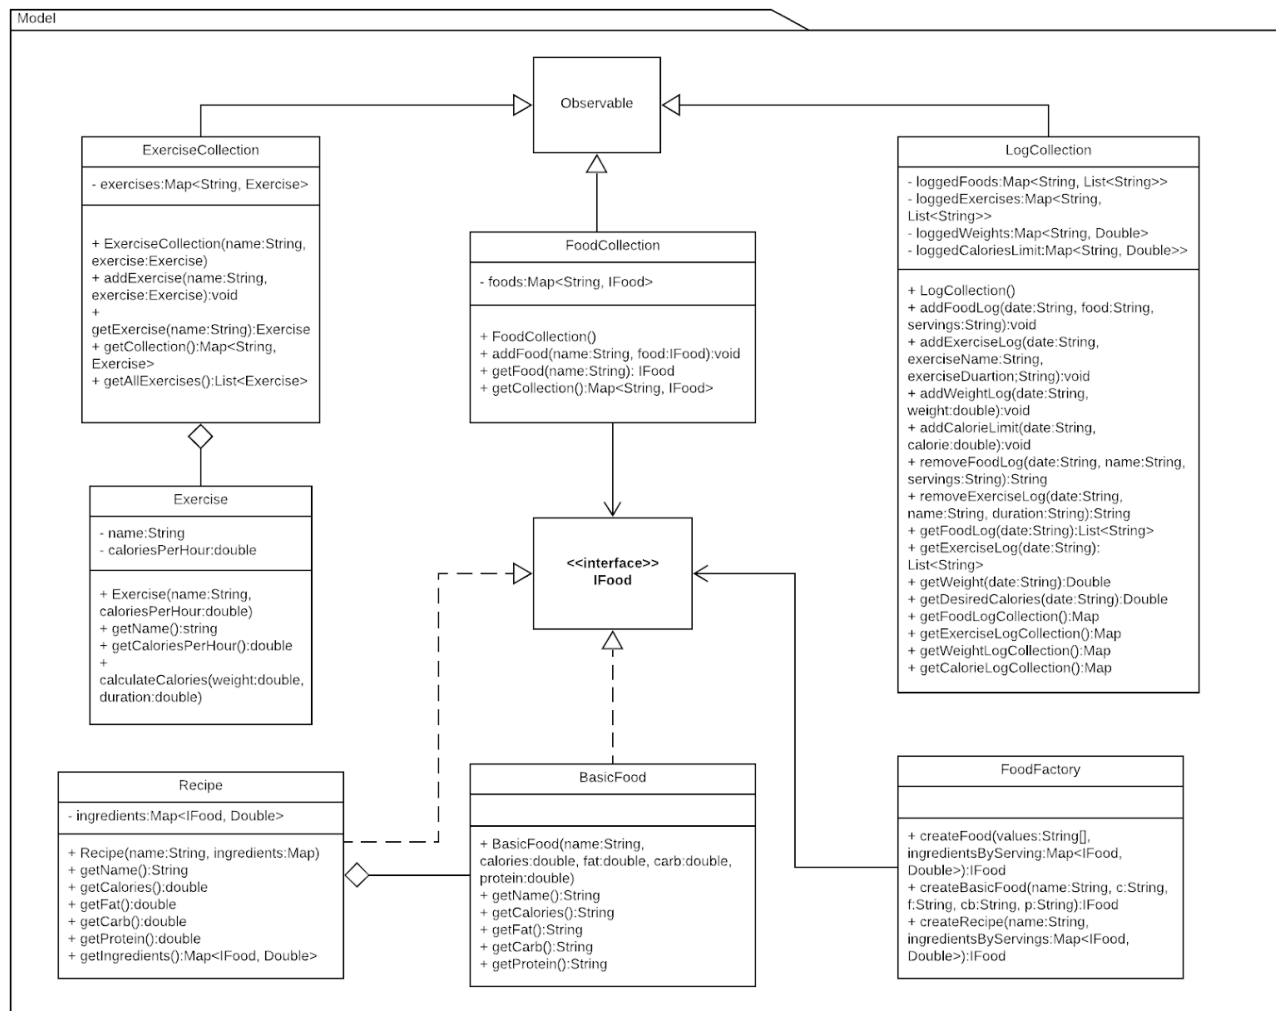 Model
Observable
ExerciseCollection
- exercises:Map<String, Exercise>
+ ExerciseCollection(name:String,
exercise:Exercise)
+ addExercise(name:String,
exercise:Exercise):void
+
getExercise(name:String):Exercise
+ getCollection():Map<String,
Exercise>
+ getAllExercises():List<Exercise>
FoodCollection
- foods:Map<String, IFood>
+ FoodCollection()
+ addFood(name:String, food:IFood):void
+ getFood(name:String): IFood
+ getCollection():Map<String, IFood>
LogCollection
- loggedFoods:Map<String, List<String>>
- loggedExercises:Map<String,
List<String>>
- loggedWeights:Map<String, Double>
- loggedCaloriesLimit:Map<String, Double>>
+ LogCollection()
+ addFoodLog(date:String, food:String,
servings:String):void
+ addExerciseLog(date:String,
exerciseName:String,
exerciseDuartion;String):void
+ addWeightLog(date:String,
weight:double):void
+ addCalorieLimit(date:String,
calorie:double):void
+ removeFoodLog(date:String, name:String,
servings:String):String
+ removeExerciseLog(date:String,
name:String, duration:String):String
+ getFoodLog(date:String):List<String>
+ getExerciseLog(date:String):
List<String>
+ getWeight(date:String):Double
+ getDesiredCalories(date:String):Double
+ getFoodLogCollection():Map
+ getExerciseLogCollection():Map
+ getWeightLogCollection():Map
+ getCalorieLogCollection():Map
Exercise
- name:String
- caloriesPerHour:double
+ Exercise(name:String,
caloriesPerHour:double)
+ getName():string
+ getCaloriesPerHour():double
+
calculateCalories(weight:double,
duration:double)
<<interface>>
IFood
Recipe
- ingredients:Map<IFood, Double>
+ Recipe(name:String, ingredients:Map)
+ getName():String
+ getCalories():double
+ getFat():double
+ getCarb():double
+ getProtein():double
+ getIngredients():Map<IFood, Double>
BasicFood
+ BasicFood(name:String,
calories:double, fat:double, carb:double,
protein:double)
+ getName():String
+ getCalories():String
+ getFat():String
+ getCarb():String
+ getProtein():String
FoodFactory
+ createFood(values:String[],
ingredientsByServing:Map<IFood,
Double>):IFood
+ createBasicFood(name:String, c:String,
f:String, cb:String, p:String):IFood
+ createRecipe(name:String,
ingredientsByServings:Map<IFood,
Double>):IFood